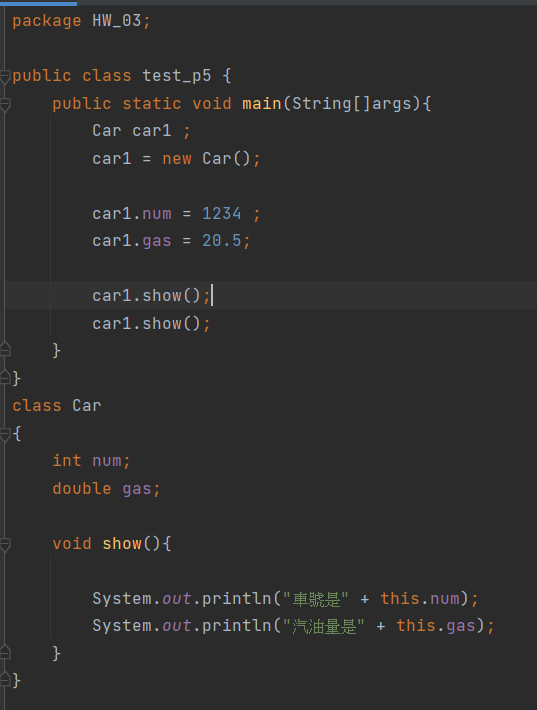 package HW_03;
public class test_p5 {
public static void main(String[]args){
Car car1 ;
car1 = new Car();
car1.num = 1234 ;
car1.gas = 20.5;
car1.show();
car1.show();
}
}
class Car
{
int num;
double gas;
void show(){
System.out.println("車號是" + this.num);
System.out.println("汽油量是" + this.gas);
}
}